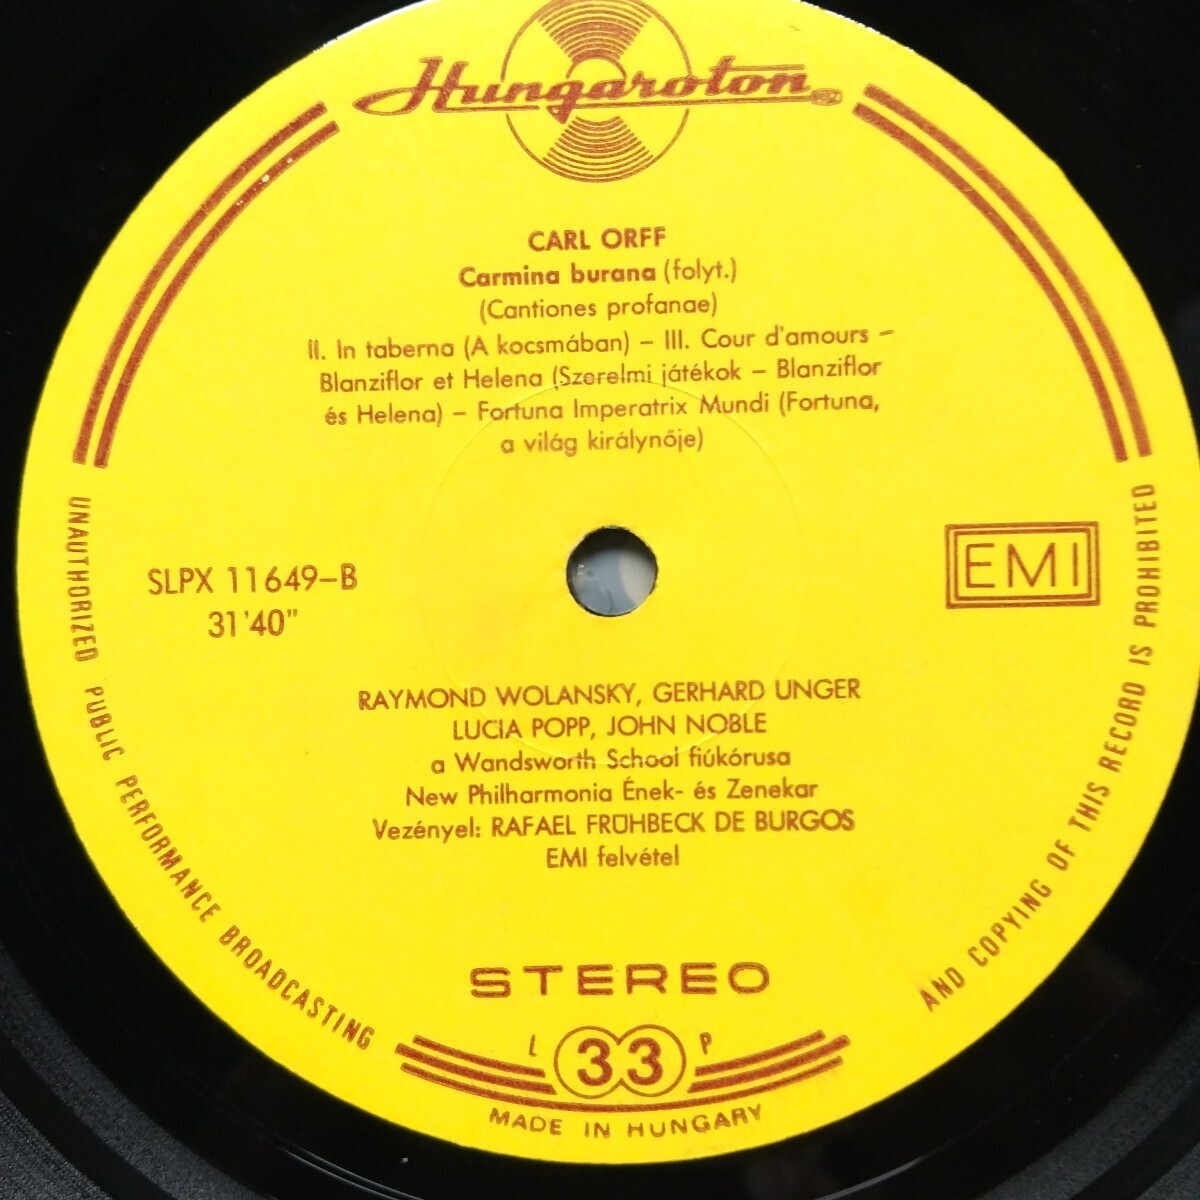 Hungaroton
CARL ORFF
Carmina burana (folyt.)
(Cantiones profanae)
II. In taberna (A kocsmában) – III. Cour d'amours –
Blanziflor et Helena (Szerelmi játékok – Blanziflor
és Helena) – Fortuna Imperatrix Mundi (Fortuna,
a világ királynője)
SLPX 11649–B
31'40"
EMI
RAYMOND WOLANSKY, GERHARD UNGER
LUCIA POPP, JOHN NOBLE
a Wandsworth School fiúkórusa
New Philharmonia Ének- és Zenekar
Vezényel: RAFAEL FRÜHBECK DE BURGOS
EMI felvétel
STEREO
L 33 P
MADE IN HUNGARY
UNAUTHORIZED PUBLIC PERFORMANCE BROADCASTING
AND COPYING OF THIS RECORD IS PROHIBITED